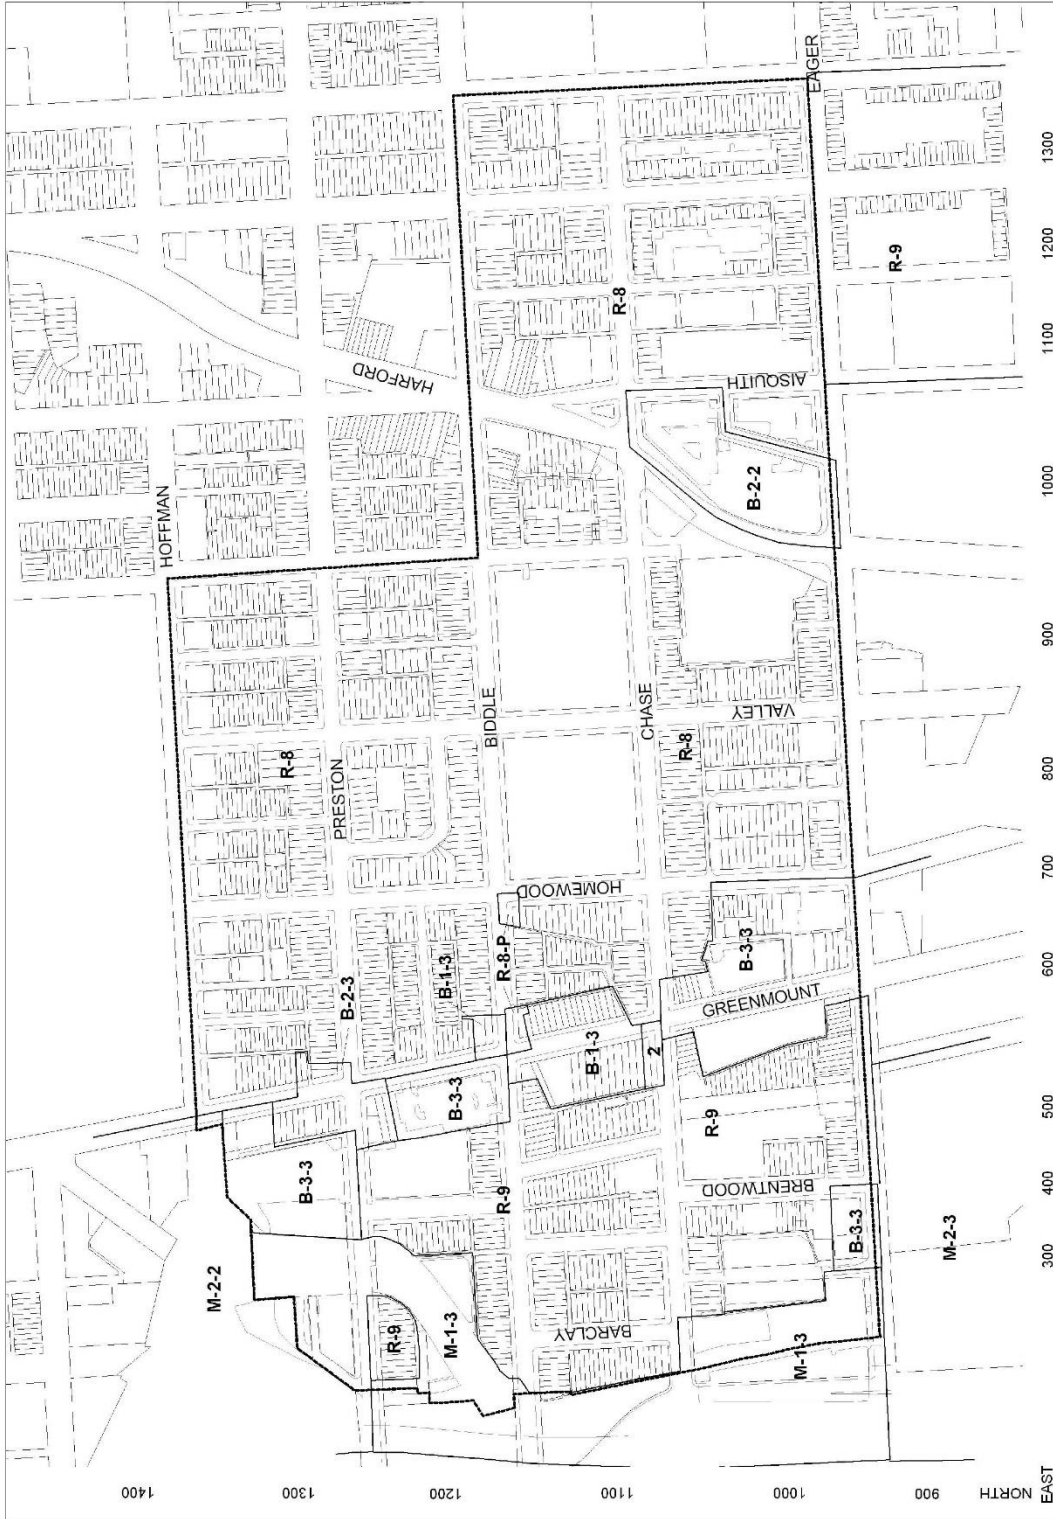 1400
HOFFMAN
M-2-2
R-8
1300
B-3-3
PRESTON
B-2-3
R-9
HARFORD
M-1-3
B-1-3
1200
B-3-3
BIDDLE
R-9
R-8-P
HOMEWOOD
BARCLAY
B-1-3
1100
R-8
CHASE
2
R-8
R-9
B-3-3
B-2-2
BRENTWOOD
GREENMOUNT
VALLEY
AISQUITH
1000
M-1-3
EAGER
B-3-3
R-9
900
M-2-3
NORTH
EAST 300 400 500 600 700 800 900 1000 1100 1200 1300